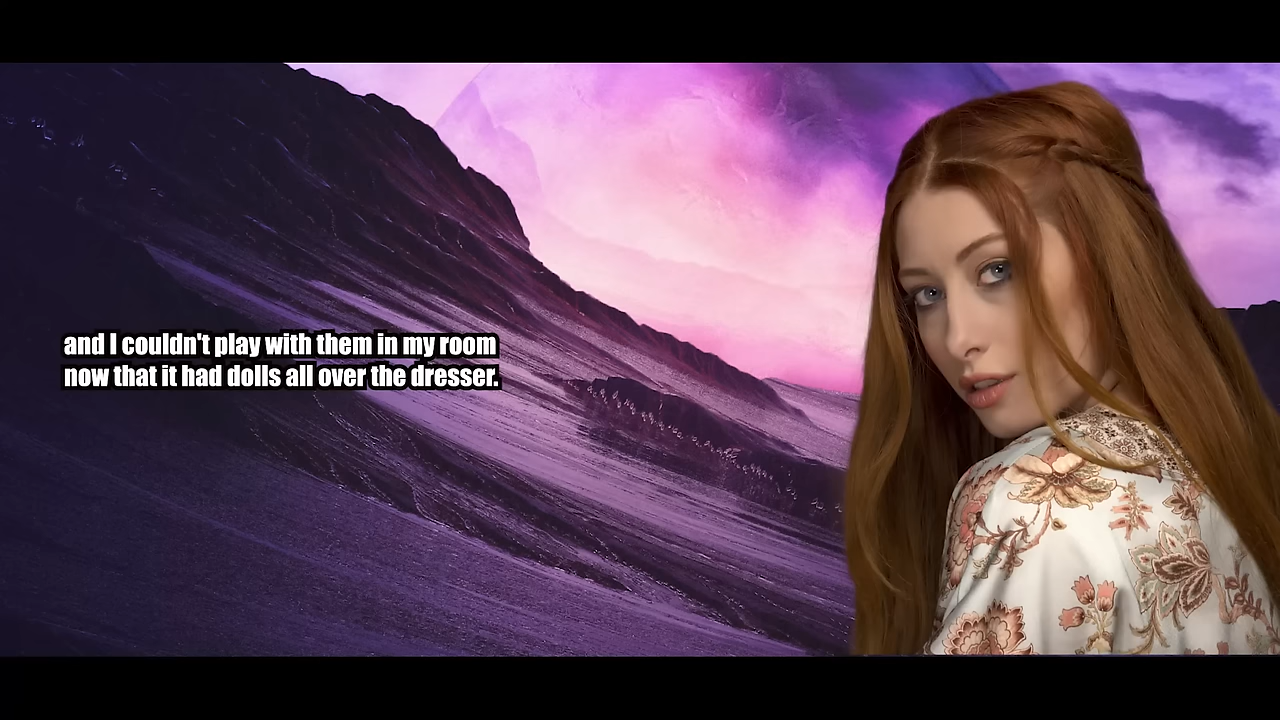 and I couldn't play with them in my room
now that it had dolls all over the dresser.